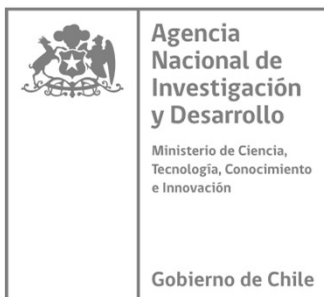 Agencia
Nacional de
Investigación
y Desarrollo
Ministerio de Ciencia,
Tecnología, Conocimiento
e Innovación
Gobierno de Chile